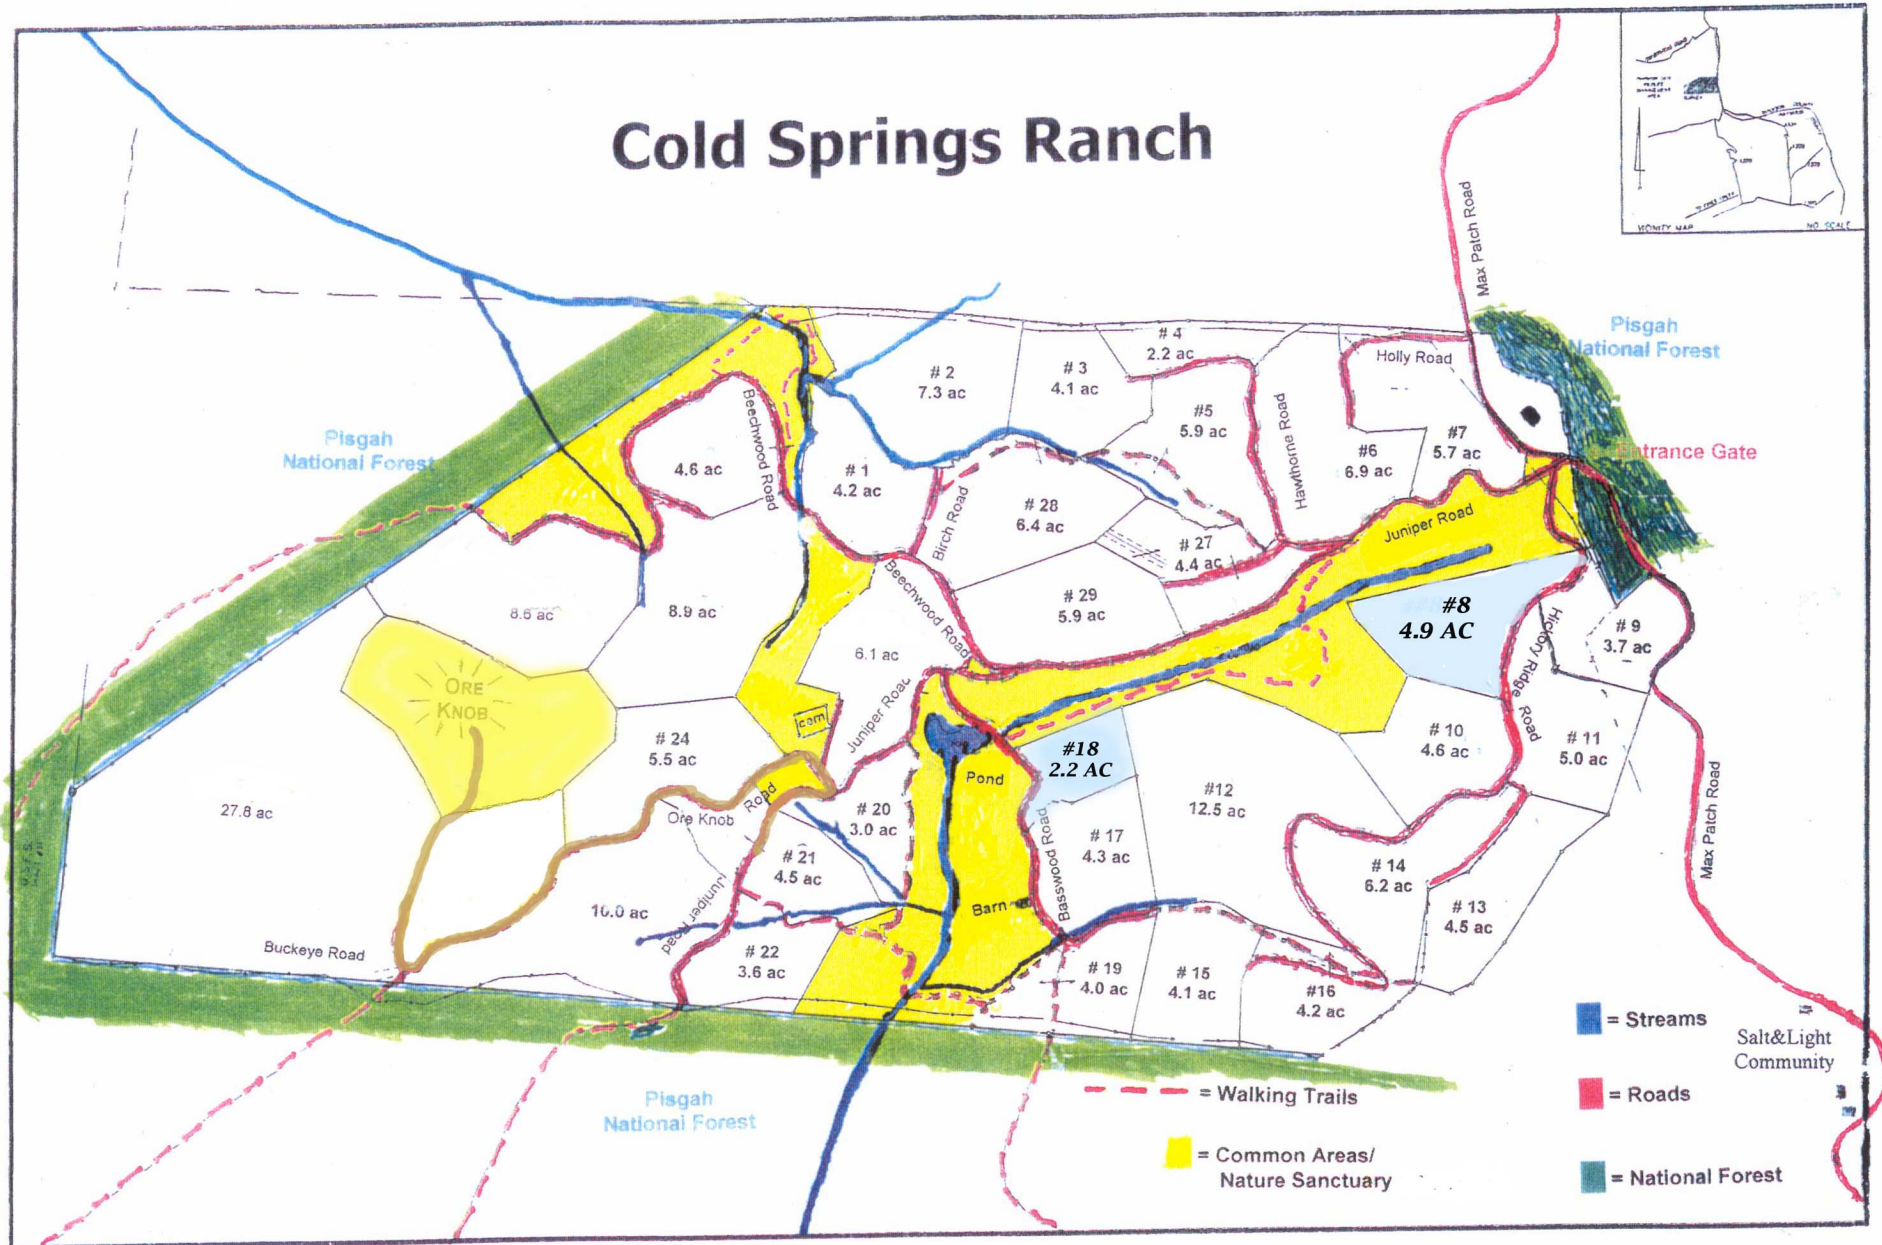 Cold Springs Ranch
VICINITY MAP
NO SCALE
Max Patch Road
Pisgah
National Forest
Entrance Gate
Holly Road
# 4
2.2 ac
# 2
7.3 ac
# 3
4.1 ac
#5
5.9 ac
Hawthorne Road
#6
6.9 ac
#7
5.7 ac
Pisgah
National Forest
Beechwood Road
4.6 ac
# 1
4.2 ac
Birch Road
# 28
6.4 ac
# 27
4.4 ac
Juniper Road
# 29
5.9 ac
Beechwood Road
#8
4.9 AC
Hickory Ridge Road
# 9
3.7 ac
8.6 ac
8.9 ac
6.1 ac
ORE
KNOB
cem
Juniper Road
# 24
5.5 ac
#18
2.2 AC
# 10
4.6 ac
# 11
5.0 ac
Pond
#12
12.5 ac
Max Patch Road
27.8 ac
Ore Knob Road
# 20
3.0 ac
Basswood Road
# 17
4.3 ac
# 21
4.5 ac
# 14
6.2 ac
# 13
4.5 ac
10.0 ac
Juniper Road
Barn
Buckeye Road
# 22
3.6 ac
# 19
4.0 ac
# 15
4.1 ac
#16
4.2 ac
= Streams
Salt&Light
Community
Pisgah
National Forest
= Walking Trails
= Roads
= Common Areas/
Nature Sanctuary
= National Forest